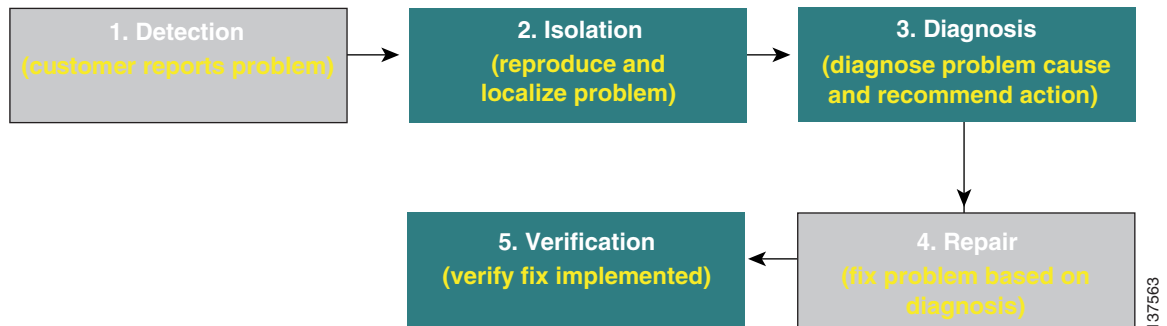 1. Detection
(customer reports problem)
2. Isolation
(reproduce and
localize problem)
3. Diagnosis
(diagnose problem cause
and recommend action)
4. Repair
(fix problem based on
diagnosis)
5. Verification
(verify fix implemented)
137563